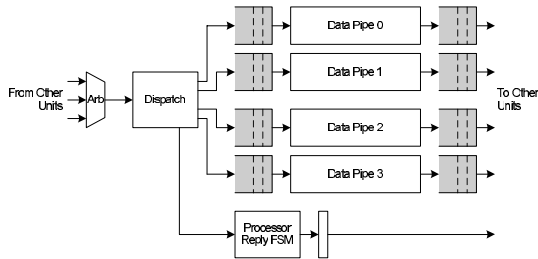 Data Pipe 0
Data Pipe 1
From Other
Units
Arb
Dispatch
To Other
Units
Data Pipe 2
Data Pipe 3
Processor
Reply FSM